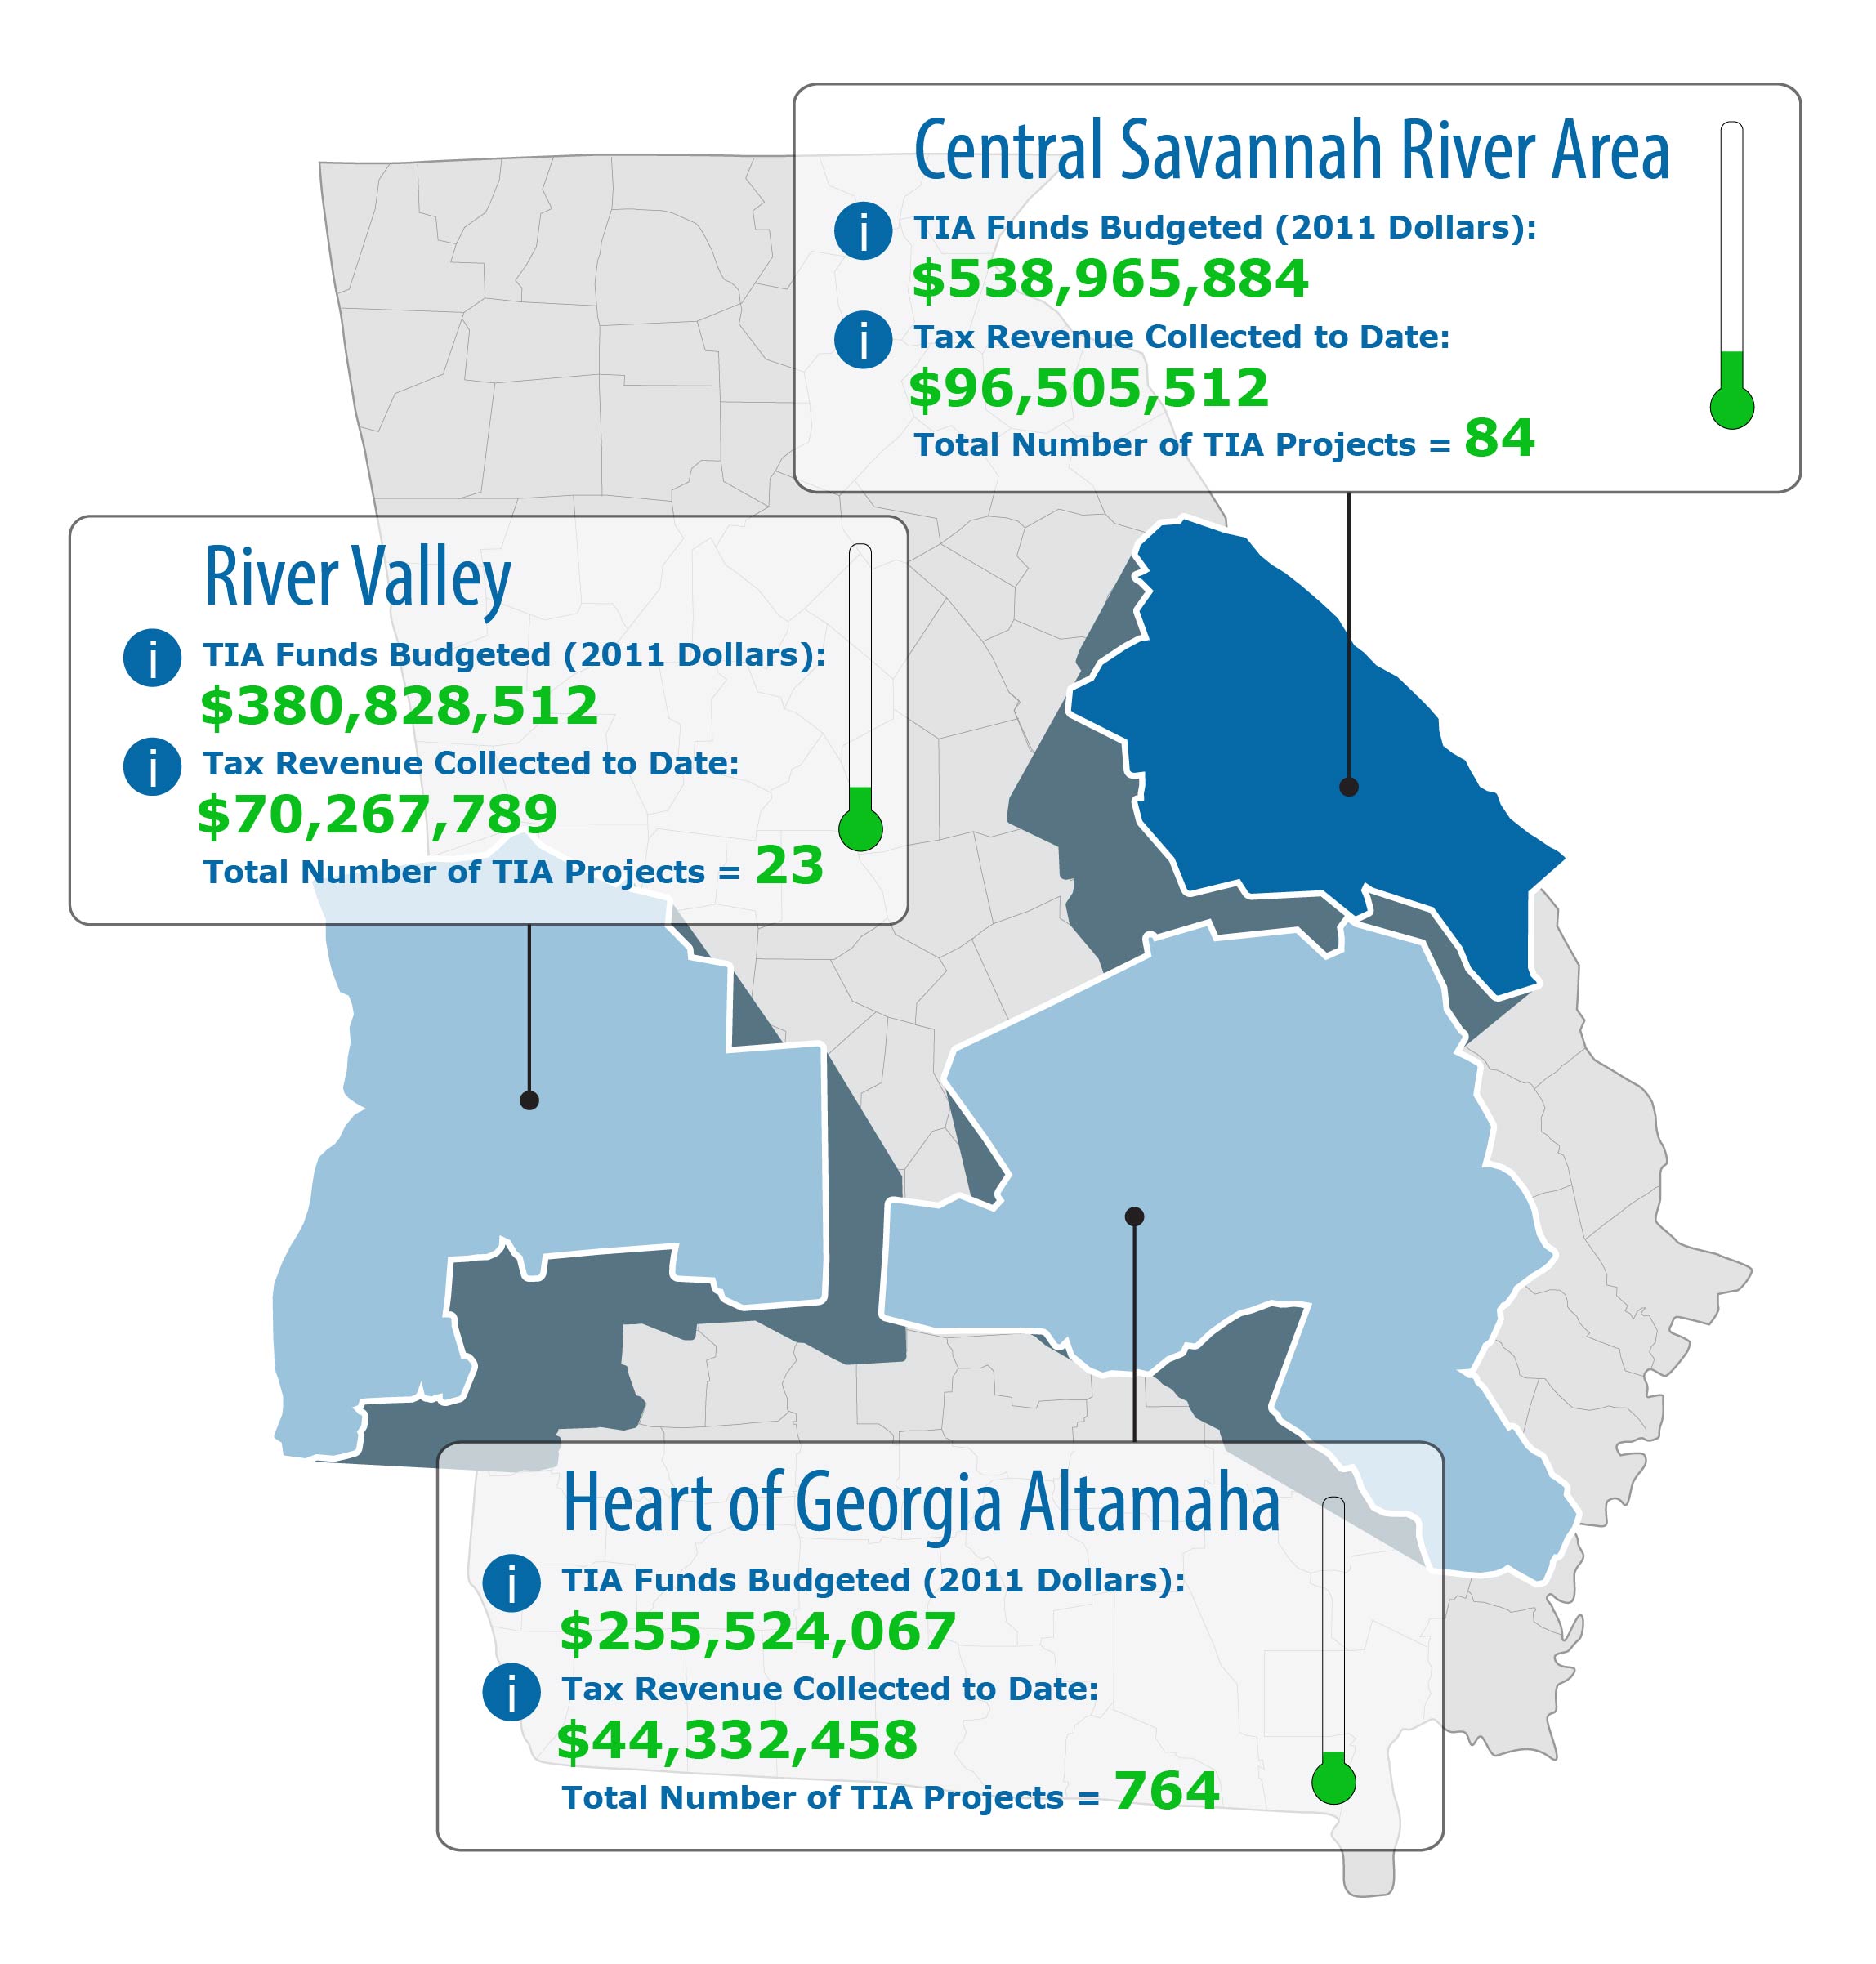 Central Savannah River Area
i TIA Funds Budgeted (2011 Dollars):
$538,965,884
i Tax Revenue Collected to Date:
$96,505,512
Total Number of TIA Projects = 84
River Valley
i TIA Funds Budgeted (2011 Dollars):
$380,828,512
i Tax Revenue Collected to Date:
$70,267,789
Total Number of TIA Projects = 23
Heart of Georgia Altamaha
i TIA Funds Budgeted (2011 Dollars):
$255,524,067
i Tax Revenue Collected to Date:
$44,332,458
Total Number of TIA Projects = 764